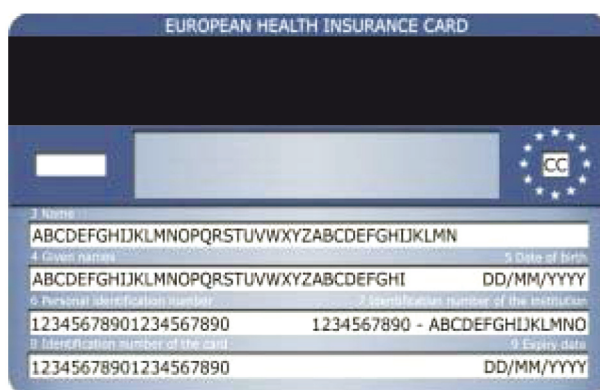 EUROPEAN HEALTH INSURANCE CARD
CC
3 Name
ABCDEFGHIJKLMNOPQRSTUVWXYZABCDEFGHIJKLMN
4 Given names 5 Date of birth
ABCDEFGHIJKLMNOPQRSTUVWXYZABCDEFGHI DD/MM/YYYY
6 Personal identification number 7 Identification number of the institution
12345678901234567890 1234567890 - ABCDEFGHIJKLMNO
8 Identification number of the card 9 Expiry date
12345678901234567890 DD/MM/YYYY